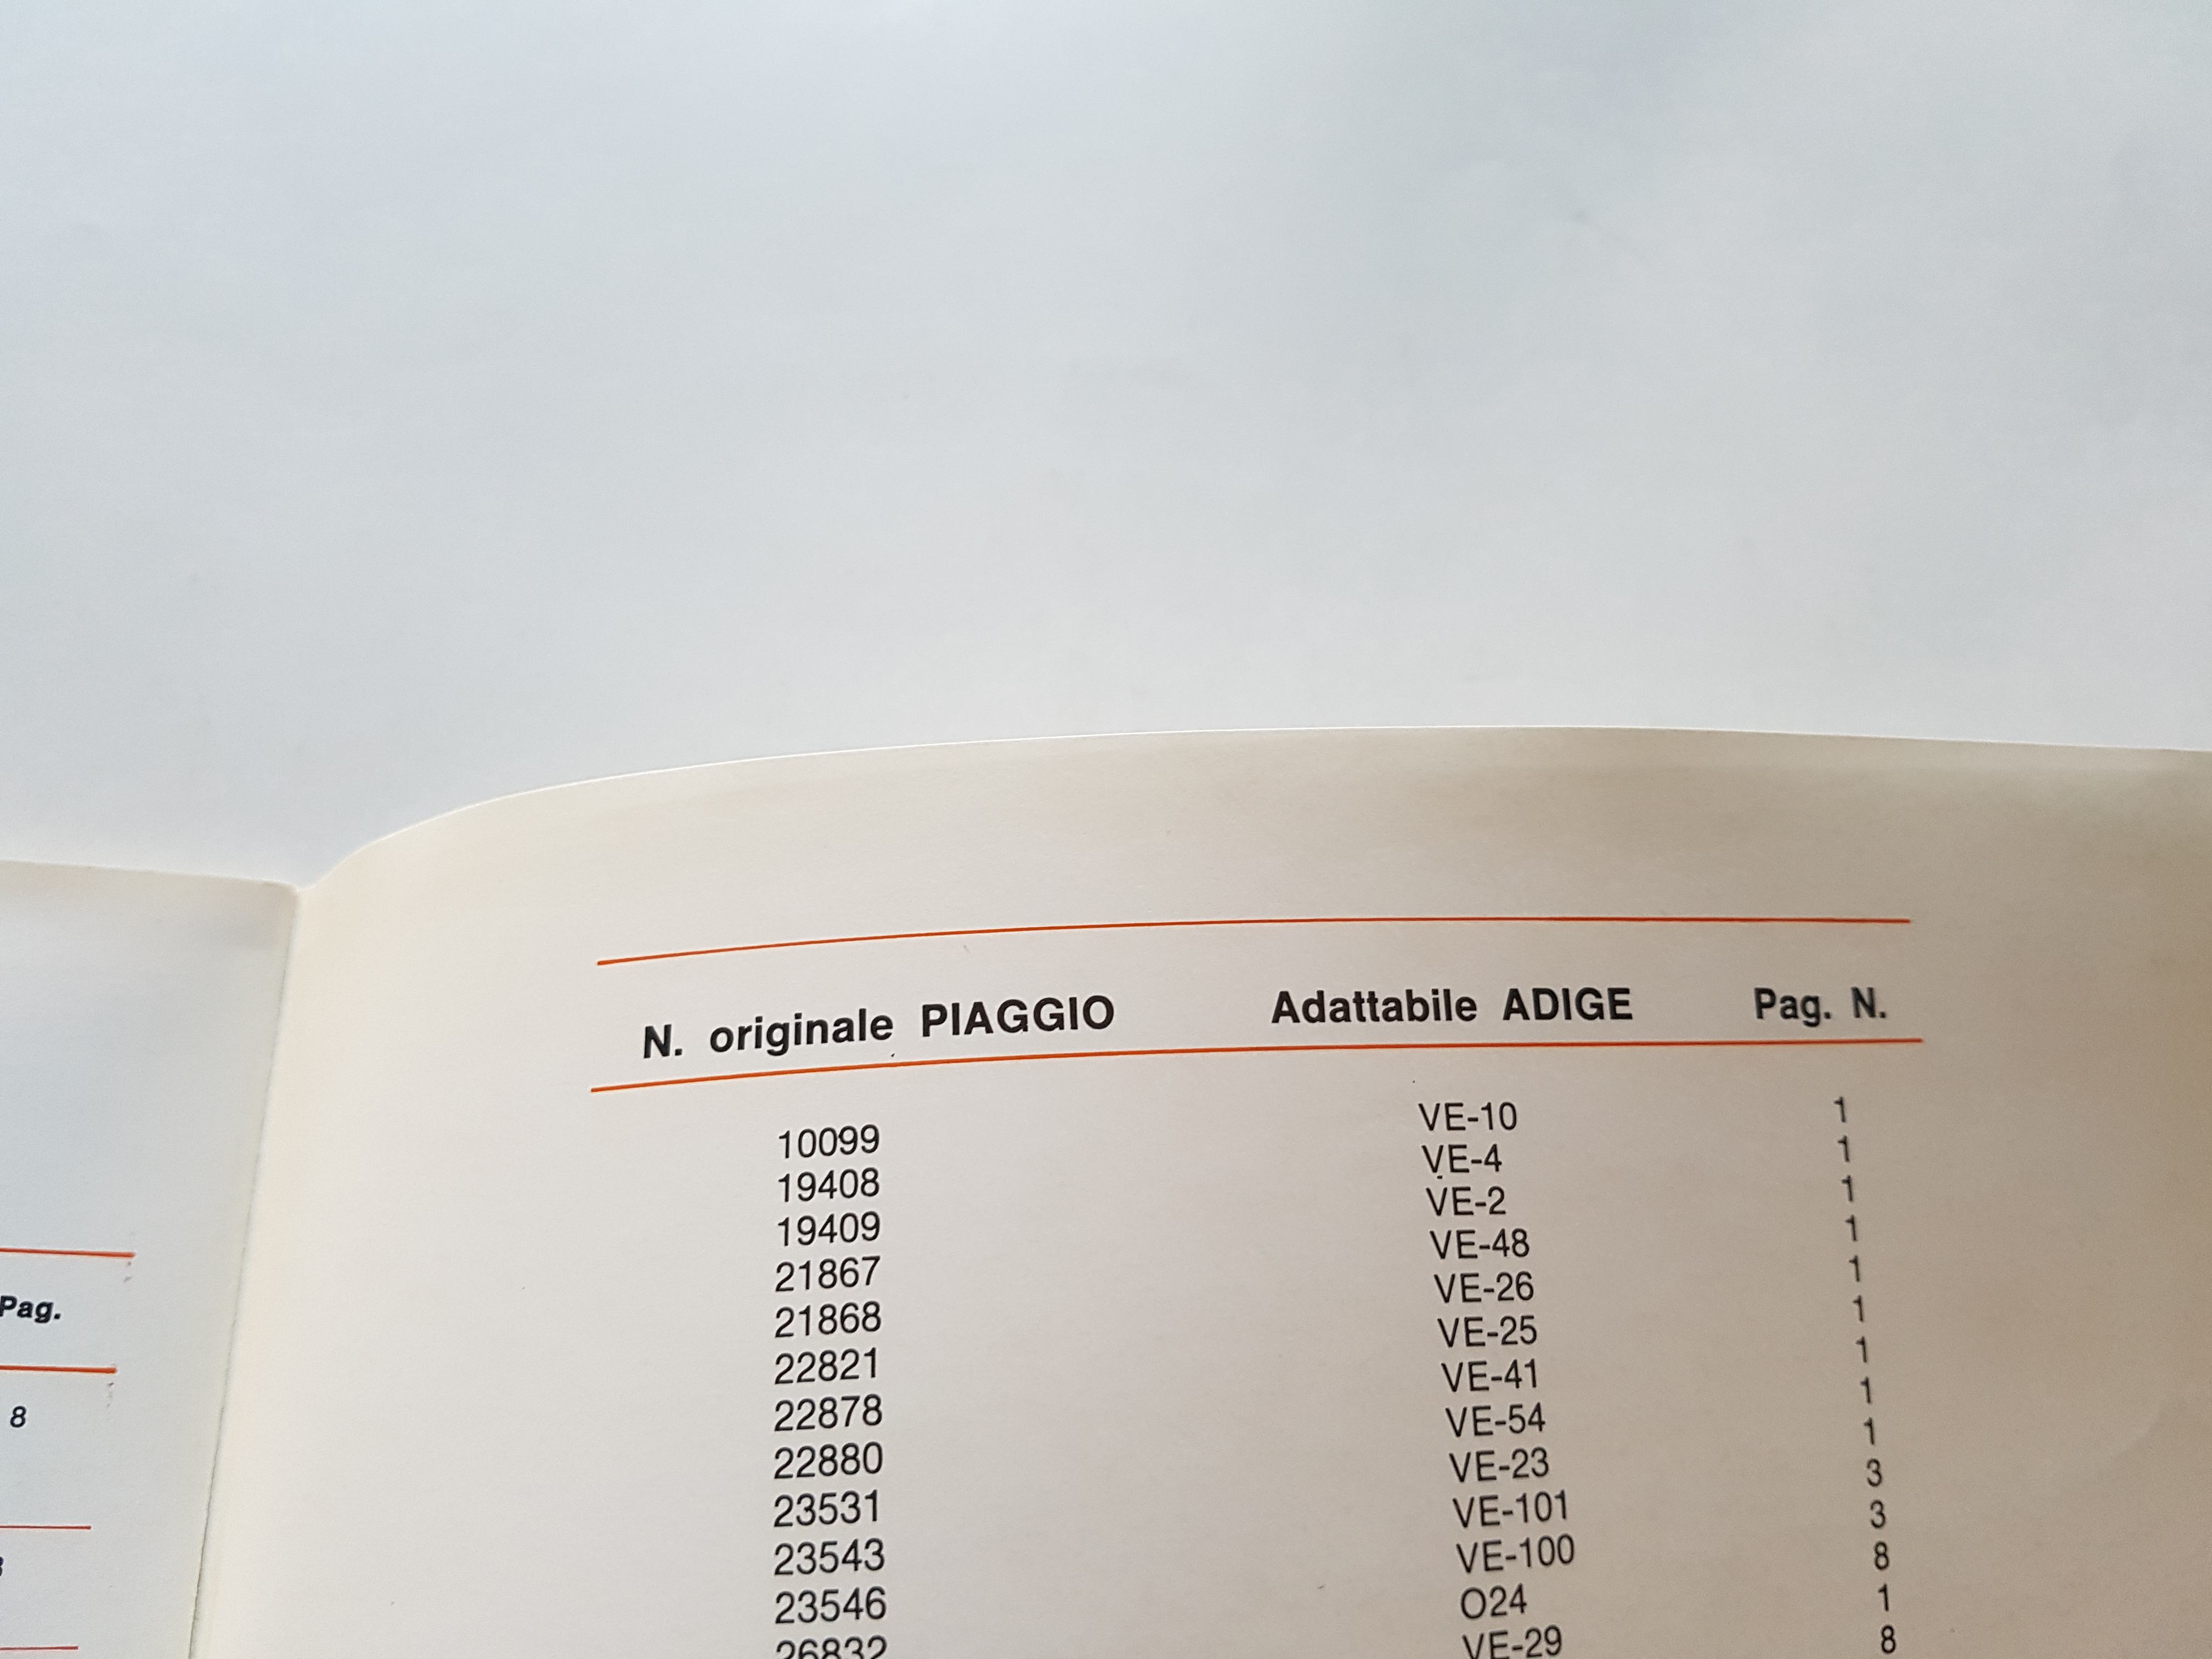 Pag.
8
N. originale PIAGGIO Adattabile ADIGE Pag. N.
10099 VE-10 1
19408 VE-4 1
19409 VE-2 1
21867 VE-48 1
21868 VE-26 1
22821 VE-25 1
22878 VE-41 1
22880 VE-54 1
23531 VE-23 1
23543 VE-101 3
23546 VE-100 3
26832 O24 8
VE-29 1
8